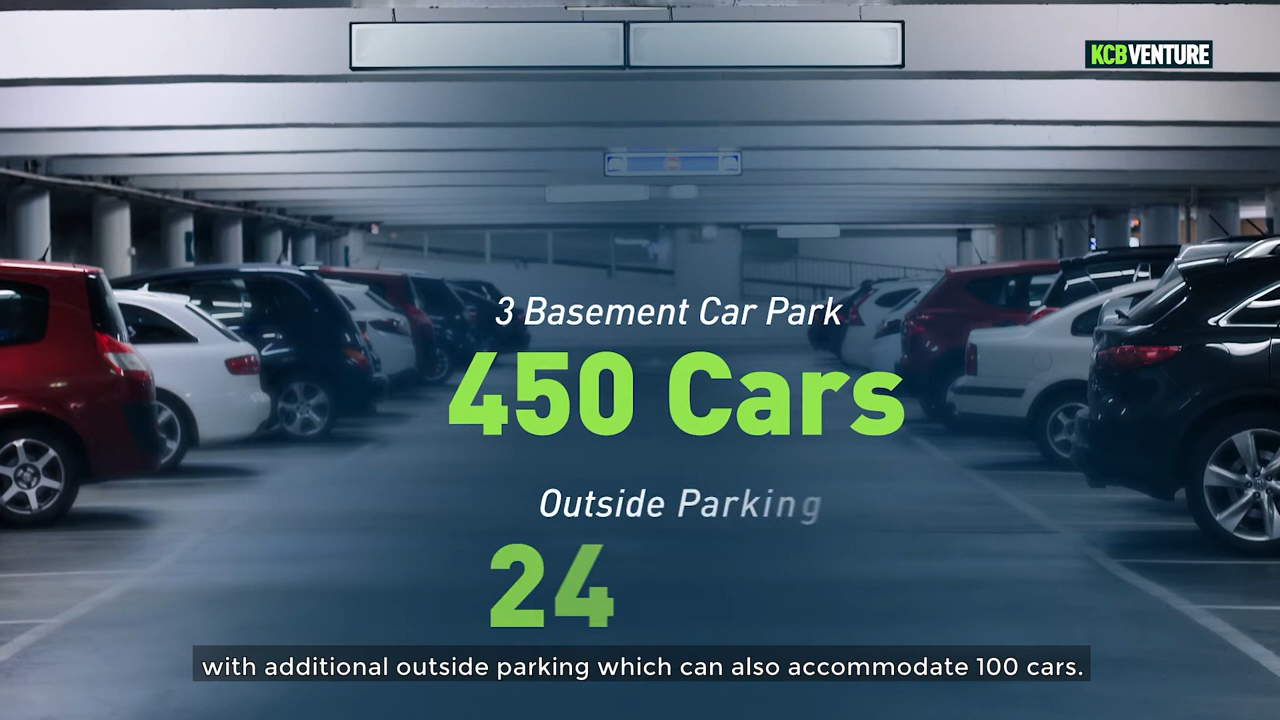 KCBVENTURE
3 Basement Car Park
450 Cars
Outside Parking
24
with additional outside parking which can also accommodate 100 cars.